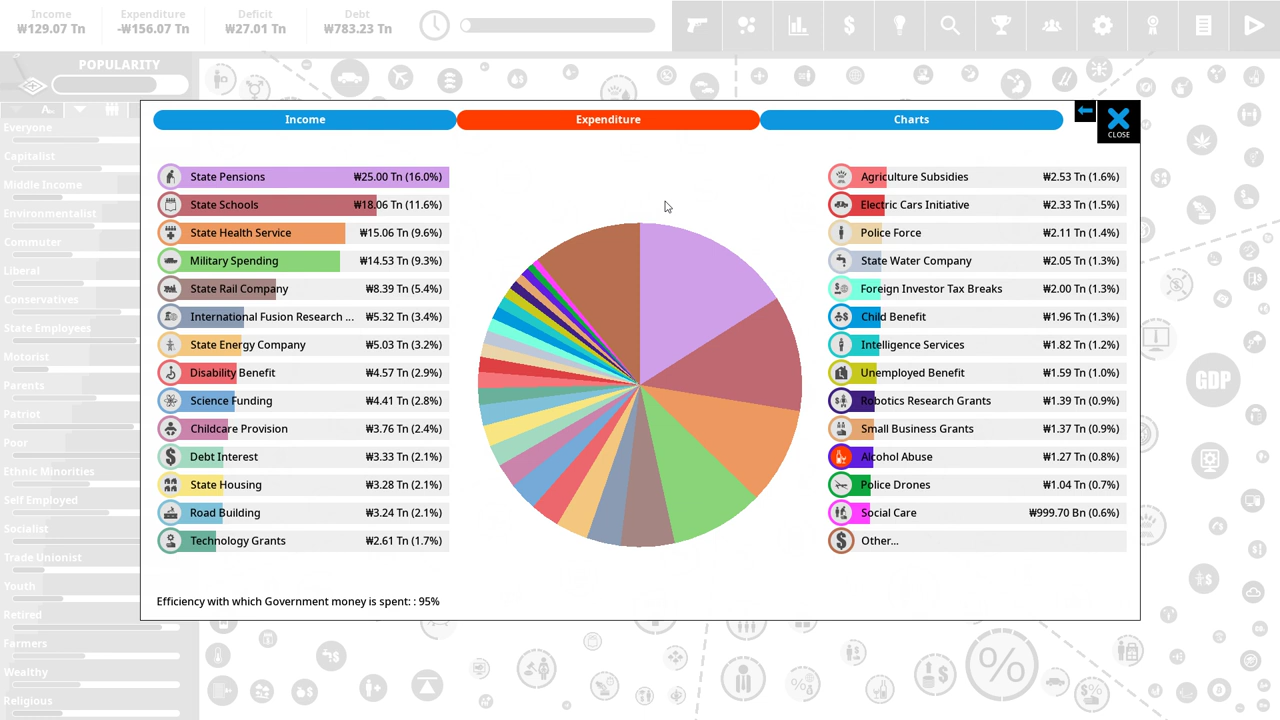 Income Expenditure Deficit Debt
₩129.07 Tn -₩156.07 Tn ₩27.01 Tn ₩783.23 Tn
POPULARITY
Everyone
Capitalist
Middle Income
Environmentalist
Commuter
Liberal
Conservatives
State Employees
Motorist
Parents
Patriot
Poor
Ethnic Minorities
Self Employed
Socialist
Trade Unionist
Youth
Retired
Farmers
Wealthy
Religious
Income Expenditure Charts
CLOSE
State Pensions ₩25.00 Tn (16.0%)
State Schools ₩18.06 Tn (11.6%)
State Health Service ₩15.06 Tn (9.6%)
Military Spending ₩14.53 Tn (9.3%)
State Rail Company ₩8.39 Tn (5.4%)
International Fusion Research ... ₩5.32 Tn (3.4%)
State Energy Company ₩5.03 Tn (3.2%)
Disability Benefit ₩4.57 Tn (2.9%)
Science Funding ₩4.41 Tn (2.8%)
Childcare Provision ₩3.76 Tn (2.4%)
Debt Interest ₩3.33 Tn (2.1%)
State Housing ₩3.28 Tn (2.1%)
Road Building ₩3.24 Tn (2.1%)
Technology Grants ₩2.61 Tn (1.7%)
Agriculture Subsidies ₩2.53 Tn (1.6%)
Electric Cars Initiative ₩2.33 Tn (1.5%)
Police Force ₩2.11 Tn (1.4%)
State Water Company ₩2.05 Tn (1.3%)
Foreign Investor Tax Breaks ₩2.00 Tn (1.3%)
Child Benefit ₩1.96 Tn (1.3%)
Intelligence Services ₩1.82 Tn (1.2%)
Unemployed Benefit ₩1.59 Tn (1.0%)
Robotics Research Grants ₩1.39 Tn (0.9%)
Small Business Grants ₩1.37 Tn (0.9%)
Alcohol Abuse ₩1.27 Tn (0.8%)
Police Drones ₩1.04 Tn (0.7%)
Social Care ₩999.70 Bn (0.6%)
Other...
Efficiency with which Government money is spent: : 95%
GDP